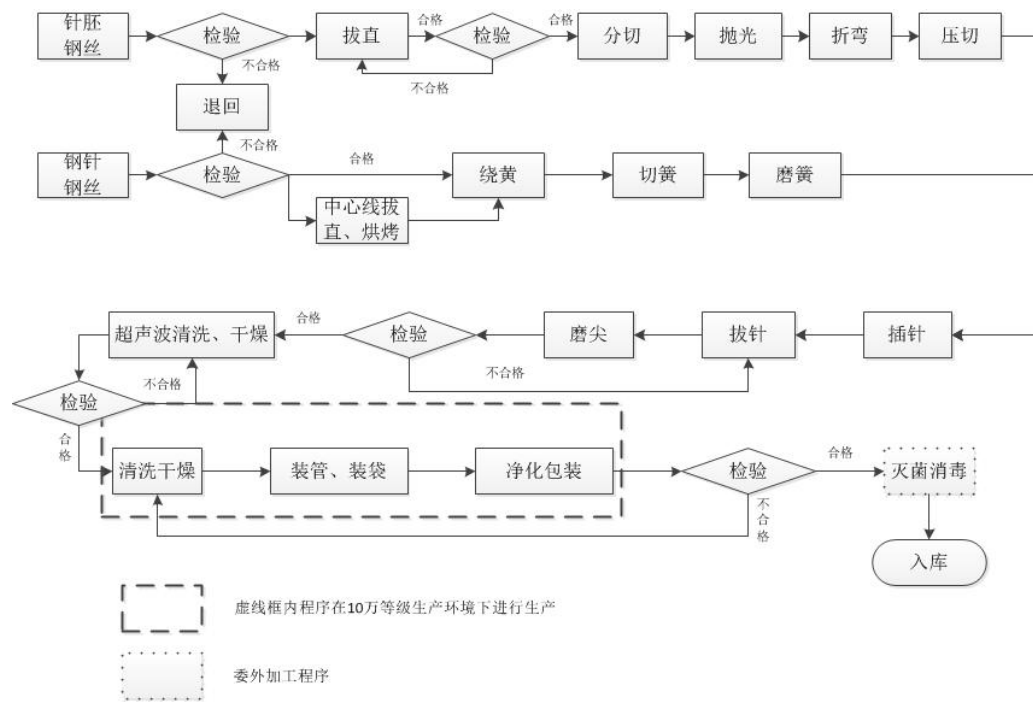 针胚
钢丝
检验
合格
拔直
合格
检验
合格
分切
抛光
折弯
压切
不合格
不合格
退回
不合格
钢针
钢丝
检验
合格
绕黄
切簧
磨簧
中心线拔
直、烘烤
超声波清洗、干燥
合格
检验
磨尖
拔针
插针
不合格
检验
不合格
合
格
清洗干燥
装管、装袋
净化包装
检验
合格
灭菌消毒
不
合
格
入库
虚线框内程序在10万等级生产环境下进行生产
委外加工程序